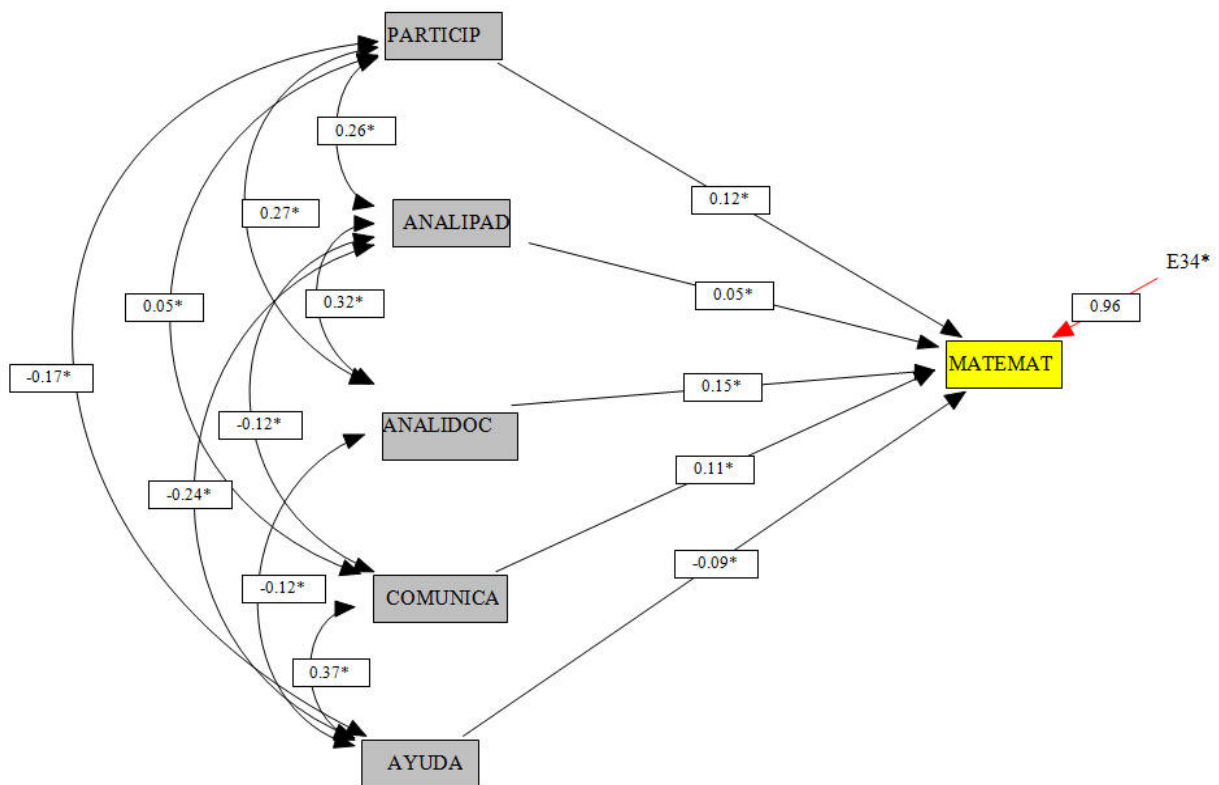 PARTICIP
0.26*
0.12*
0.27*
ANALIPAD
E34*
0.05*
0.32*
0.05*
0.96
-0.17*
MATEMAT
0.15*
-0.12*
ANALIDOC
0.11*
-0.24*
-0.09*
-0.12*
COMUNICA
0.37*
AYUDA